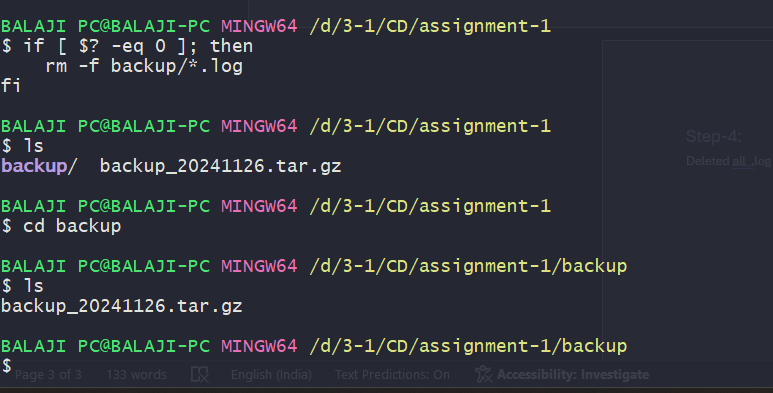 BALAJI PC@BALAJI-PC MINGW64 /d/3-1/CD/assignment-1
$ if [ $? -eq 0 ]; then
    rm -f backup/*.log
fi
BALAJI PC@BALAJI-PC MINGW64 /d/3-1/CD/assignment-1
$ ls
backup/  backup_20241126.tar.gz
Step-4:
Deleted all .log
BALAJI PC@BALAJI-PC MINGW64 /d/3-1/CD/assignment-1
$ cd backup
BALAJI PC@BALAJI-PC MINGW64 /d/3-1/CD/assignment-1/backup
$ ls
backup_20241126.tar.gz
BALAJI PC@BALAJI-PC MINGW64 /d/3-1/CD/assignment-1/backup
$
Page 3 of 3 133 words English (India) Text Predictions: On Accessibility: Investigate